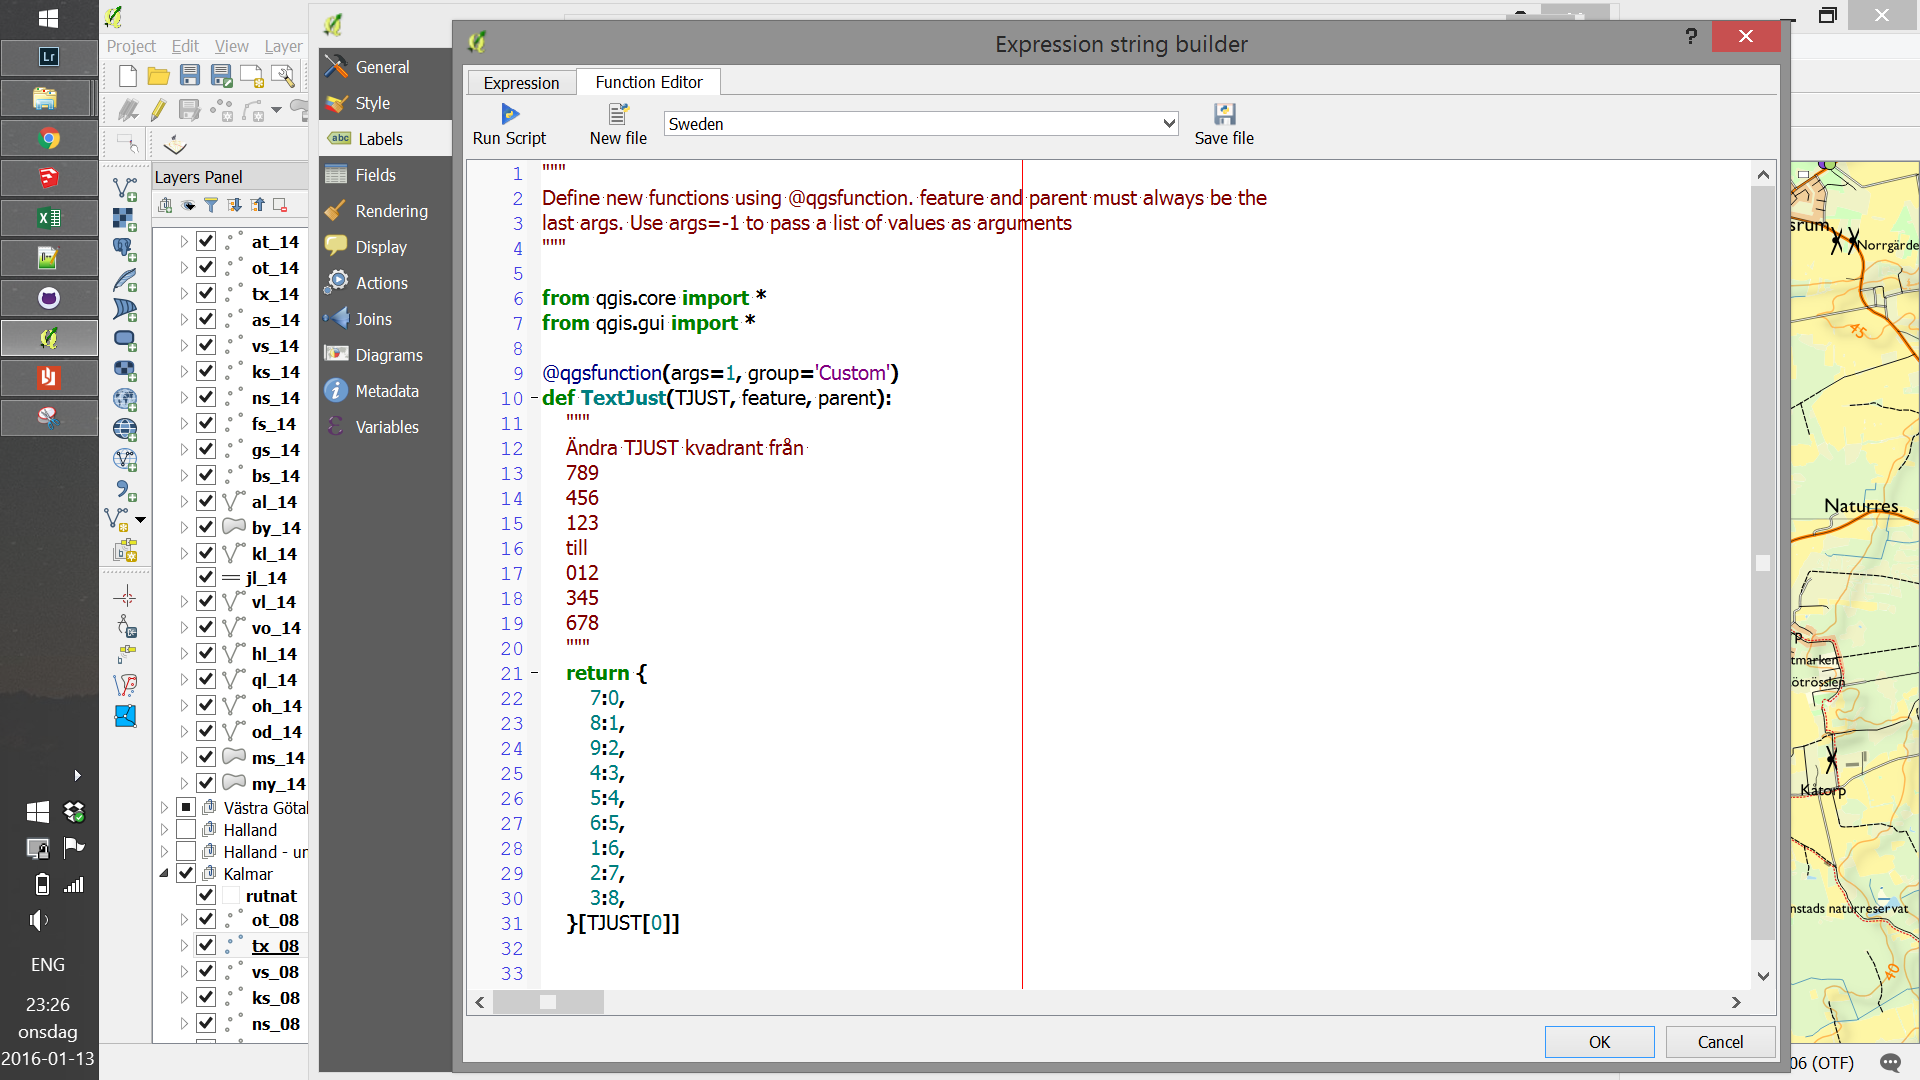 Expression string builder
?
Project Edit View Layer
General
Style
Labels
Fields
Rendering
Display
Actions
Joins
Diagrams
Metadata
Variables
Expression
Function Editor
Run Script
New file
Sweden
Save file
Lr
abc
Layers Panel
at_14
ot_14
tx_14
as_14
vs_14
ks_14
ns_14
fs_14
gs_14
bs_14
al_14
by_14
kl_14
jl_14
vl_14
vo_14
hl_14
ql_14
oh_14
od_14
ms_14
my_14
Västra Götal
Halland
Halland - un
Kalmar
rutnat
ot_08
tx_08
vs_08
ks_08
ns_08
1 """
2 Define new functions using @qgsfunction. feature and parent must always be the
3 last args. Use args=-1 to pass a list of values as arguments
4 """
5
6 from qgis.core import *
7 from qgis.gui import *
8
9 @qgsfunction(args=1, group='Custom')
10 def TextJust(TJUST, feature, parent):
11 """
12 Ändra TJUST kvadrant från
13 789
14 456
15 123
16 till
17 012
18 345
19 678
20 """
21 return {
22 7:0,
23 8:1,
24 9:2,
25 4:3,
26 5:4,
27 6:5,
28 1:6,
29 2:7,
30 3:8,
31 }[TJUST[0]]
32
33
OK
Cancel
srum.
Norrgärde
45
Naturres.
p
tmarken
ötrösslen
Kåtorp
nstads naturreservat
40
06 (OTF)
ENG
23:26
onsdag
2016-01-13